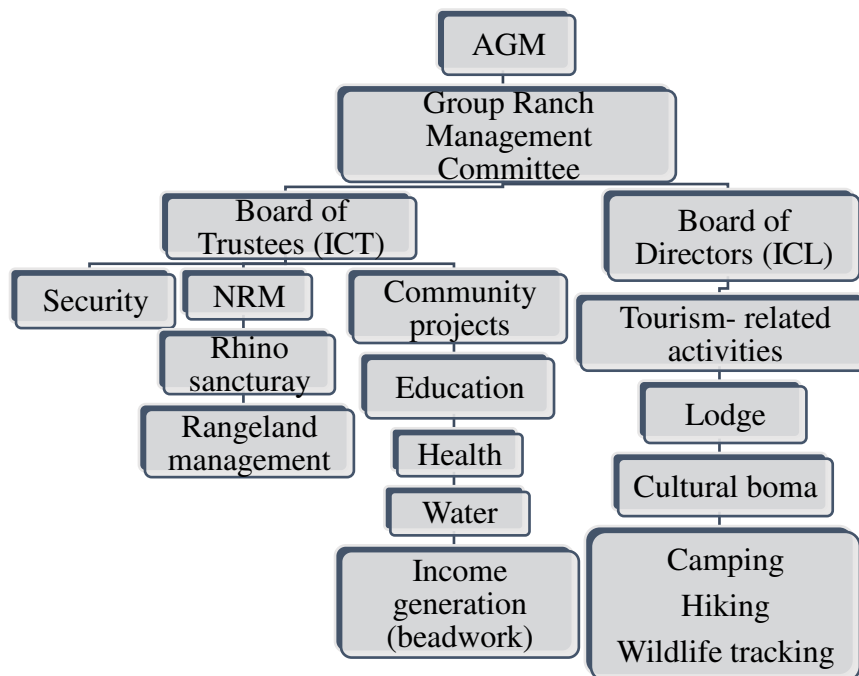 AGM
Group Ranch
Management
Committee
Board of
Trustees (ICT)
Board of
Directors (ICL)
Security
NRM
Community
projects
Tourism- related
activities
Rhino
sancturay
Education
Lodge
Rangeland
management
Health
Cultural boma
Water
Income
generation
(beadwork)
Camping
Hiking
Wildlife tracking